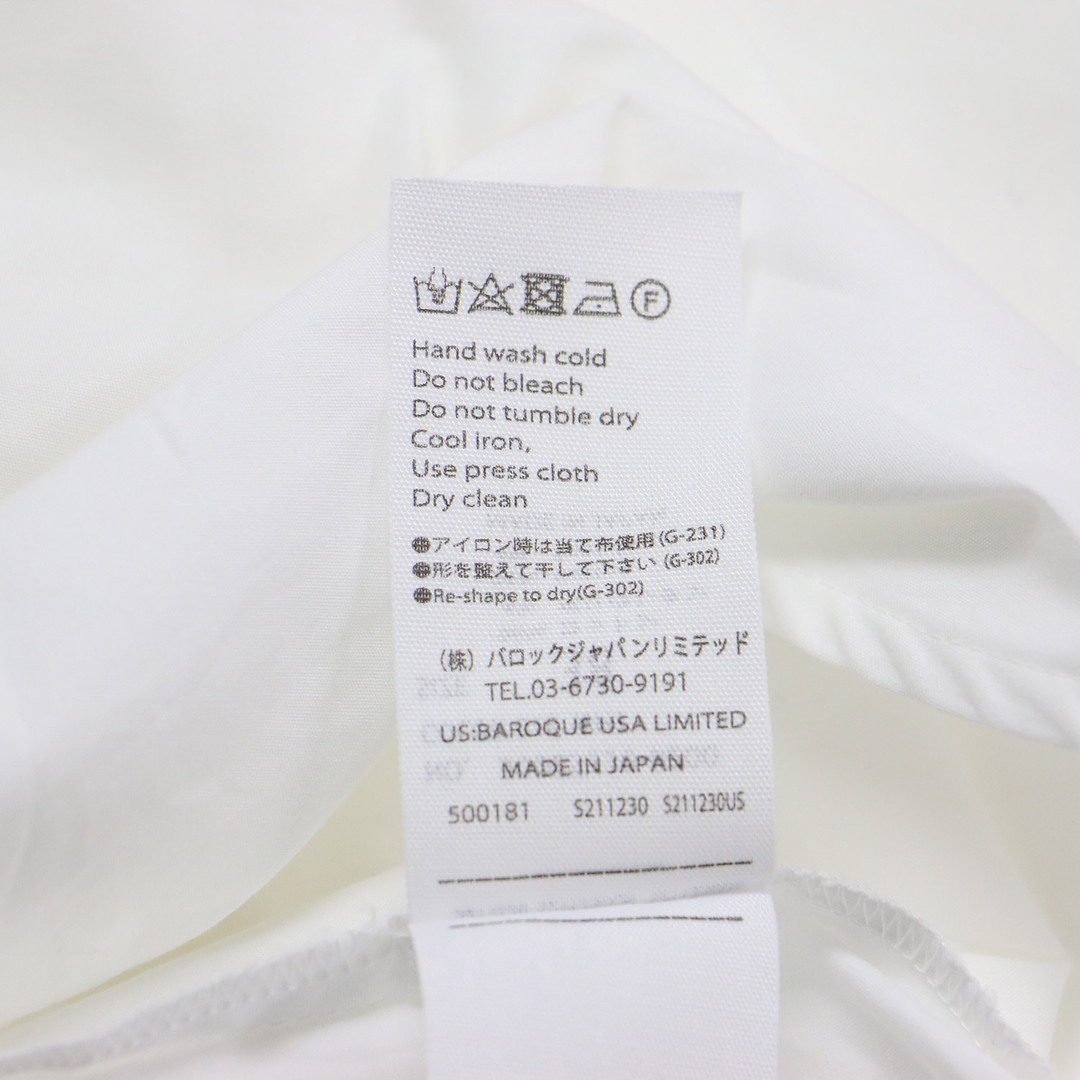 F
Hand wash cold
Do not bleach
Do not tumble dry
Cool iron,
Use press cloth
Dry clean
●アイロン時は当て布使用(G-231)
●形を整えて干して下さい(G-302)
●Re-shape to dry(G-302)
(株)バロックジャパンリミテッド
TEL.03-6730-9191
US:BAROQUE USA LIMITED
MADE IN JAPAN
500181 S211230 S211230US